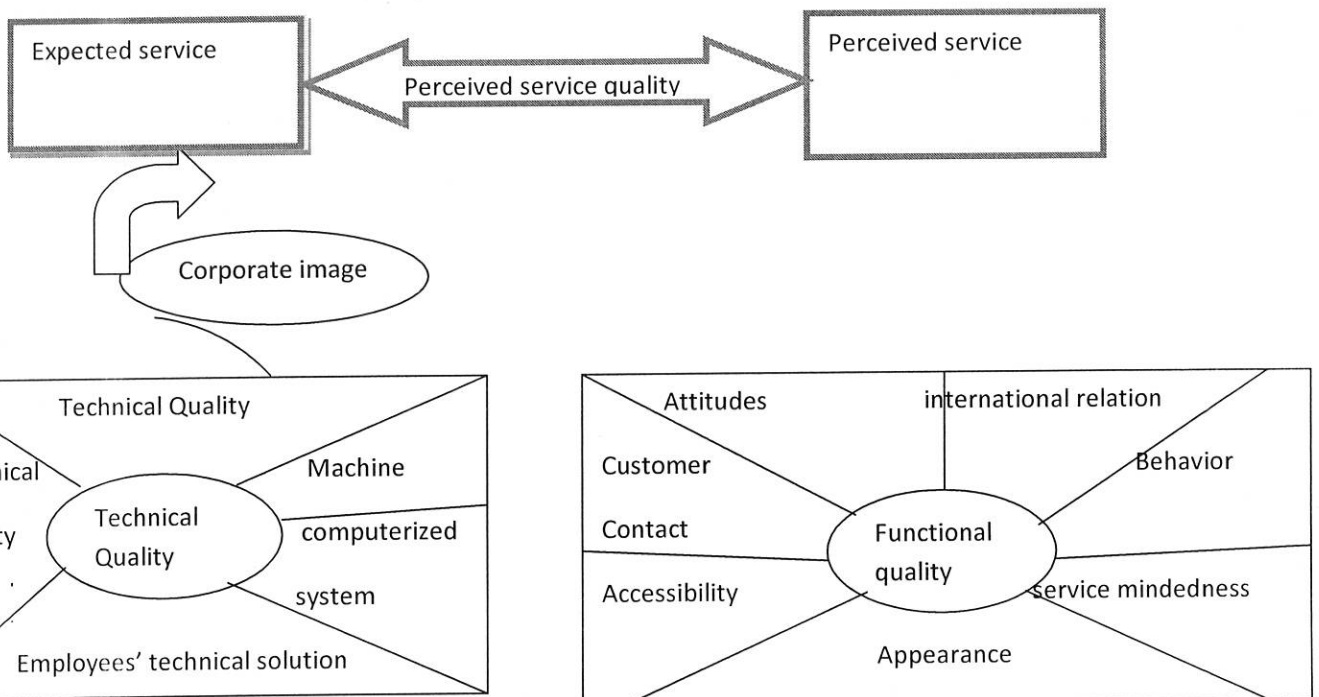 Expected service
Perceived service quality
Perceived service
Corporate image
Technical Quality
Machine
computerized
system
Technical
Quality
Employees' technical solution
Attitudes
international relation
Customer
Behavior
Contact
Functional
quality
Accessibility
service mindedness
Appearance